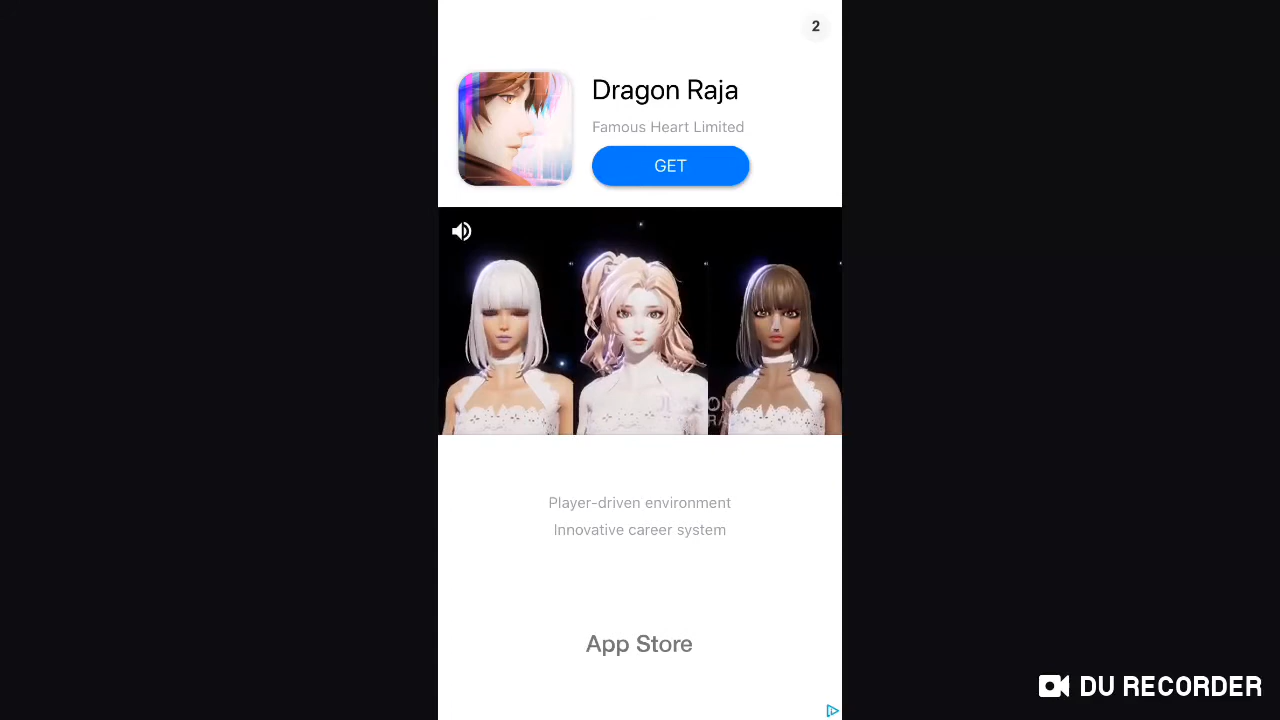 2
Dragon Raja
Famous Heart Limited
GET
Player-driven environment
Innovative career system
App Store
DU RECORDER